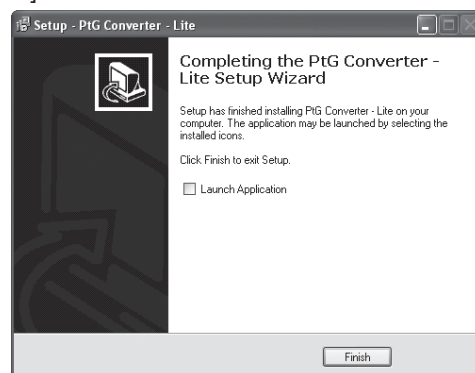 Setup - PtG Converter - Lite
Completing the PtG Converter -
Lite Setup Wizard
Setup has finished installing PtG Converter - Lite on your
computer. The application may be launched by selecting the
installed icons.
Click Finish to exit Setup.
Launch Application
Finish